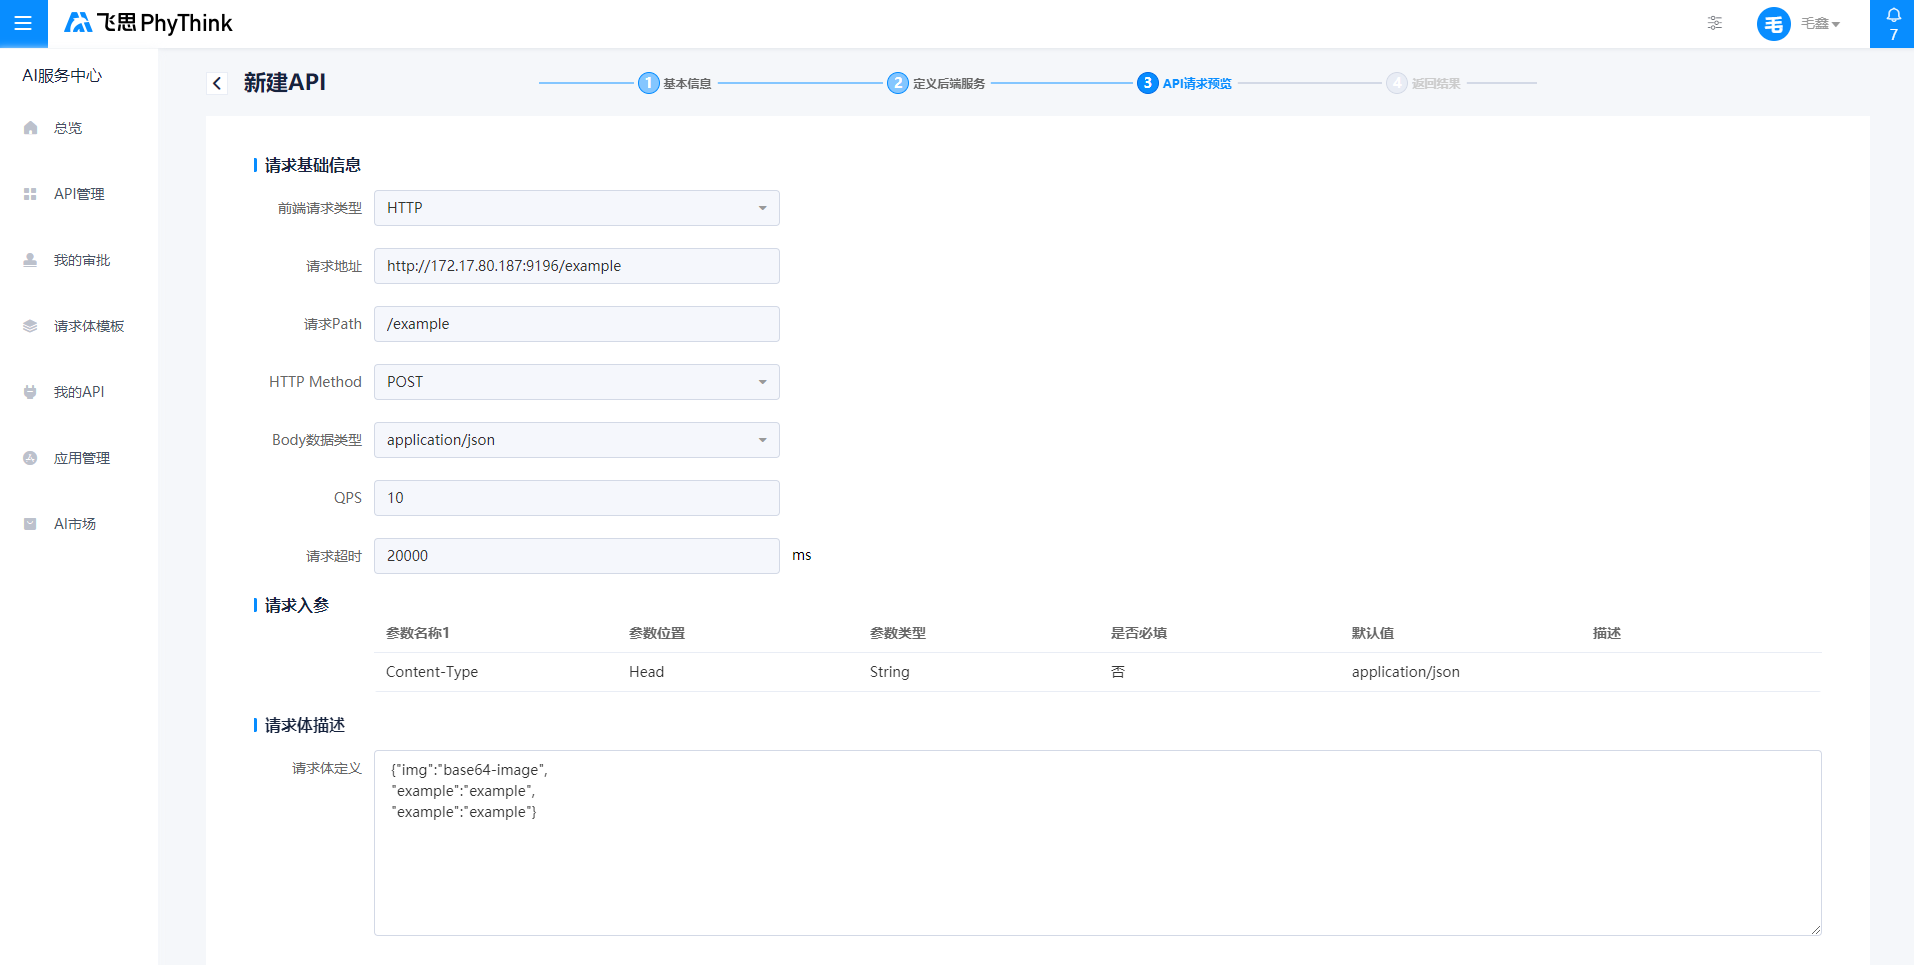 飞思 PhyThink
毛 毛鑫
7
AI服务中心
总览
API管理
我的审批
请求体模板
我的API
应用管理
AI市场
新建API
1 基本信息
2 定义后端服务
3 API请求预览
4 返回结果
请求基础信息
前端请求类型 HTTP
请求地址 http://172.17.80.187:9196/example
请求Path /example
HTTP Method POST
Body数据类型 application/json
QPS 10
请求超时 20000 ms
请求入参
参数名称1 参数位置 参数类型 是否必填 默认值 描述
Content-Type Head String 否 application/json
请求体描述
请求体定义
{"img":"base64-image",
"example":"example",
"example":"example"}